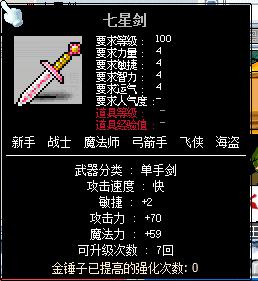 七星剑
要求等级 : 100
要求力量 : 4
要求敏捷 : 4
要求智力 : 4
要求运气 : 4
要求人气度 -
道具等级 : -
道具经验值 : -
新手 战士 魔法师 弓箭手 飞侠 海盗
武器分类 : 单手剑
攻击速度 : 快
敏捷 : +2
攻击力 : +70
魔法力 : +59
可升级次数 : 7回
金锤子已提高的强化次数: 0